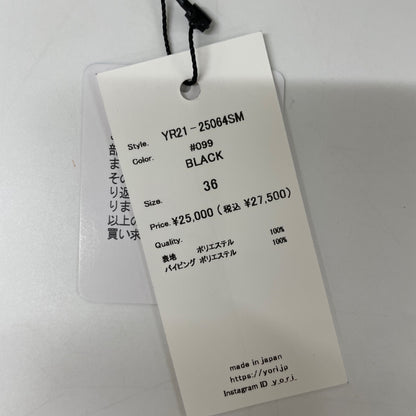 Style. YR21-25064SM
Color. #099
BLACK
Size. 36
Price. ¥25,000 (税込 ¥27,500)
Quality.
表地 ポリエステル 100%
パイピング ポリエステル 100%
made in japan
https://yori.jp
Instagram ID _y_o_r_i_
部
ま
その
り返
りま
以上の
買い求